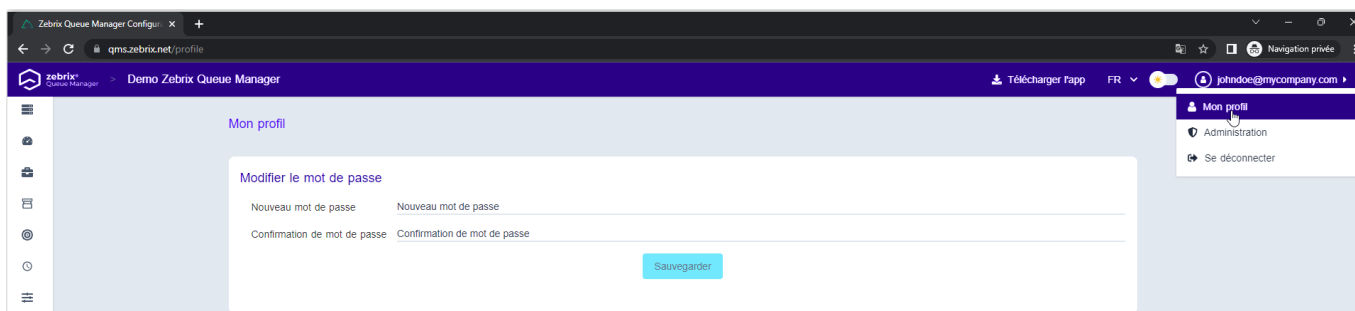 Zebrix Queue Manager Configur
qms.zebrix.net/profile
Navigation privée
zebrix®
Queue Manager
> Demo Zebrix Queue Manager
Télécharger l'app
FR
johndoe@mycompany.com
Mon profil
Administration
Se déconnecter
Mon profil
Modifier le mot de passe
Nouveau mot de passe Nouveau mot de passe
Confirmation de mot de passe Confirmation de mot de passe
Sauvegarder